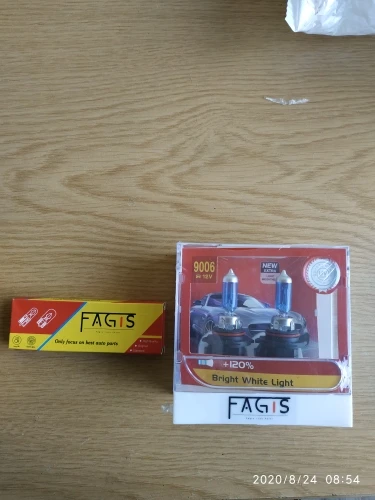 FAGIS
Only focus on best auto parts
9006
12V
NEW
+120%
Bright White Light
FAGIS
2020/8/24 08:54